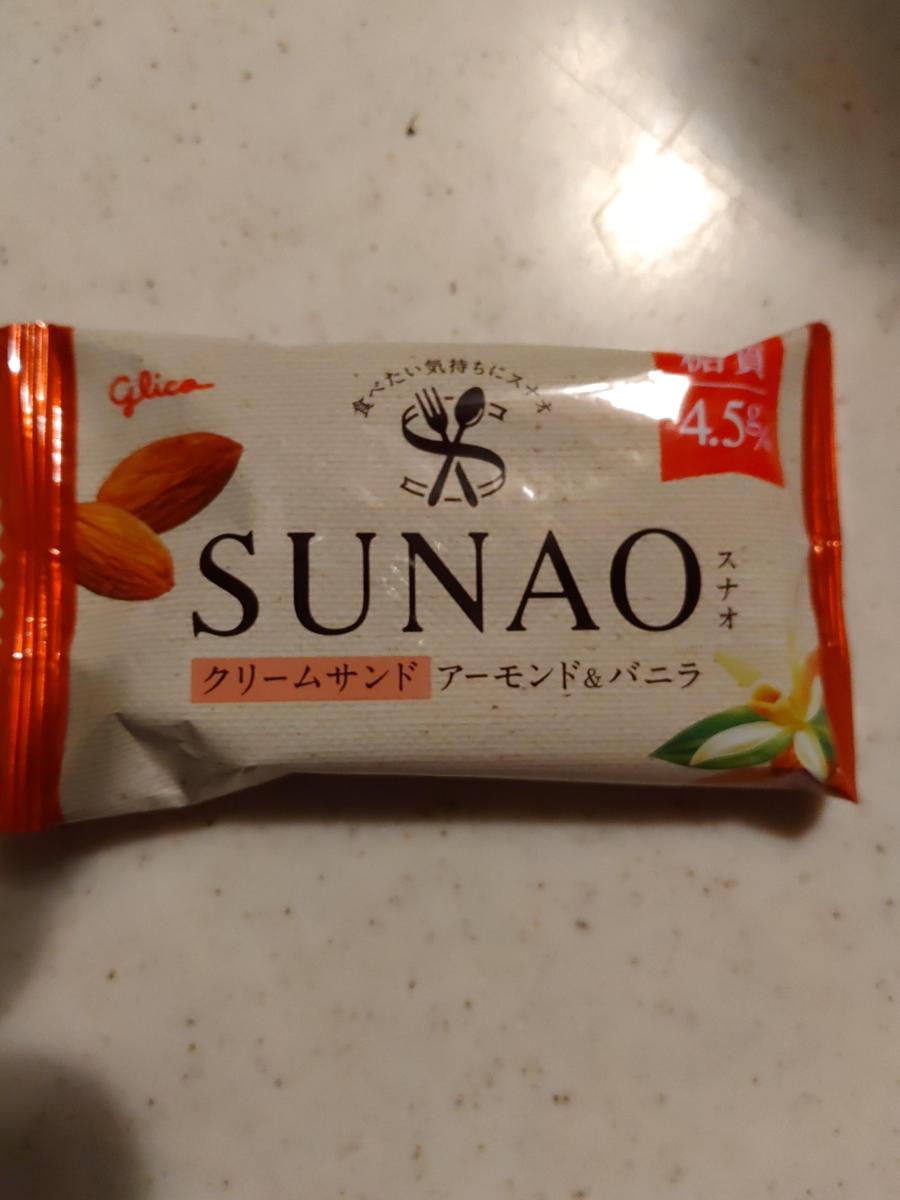 Glico
食べたい気持ちにスナオ
糖質
4.5g
SUNAO
スナオ
クリームサンド アーモンド&バニラ